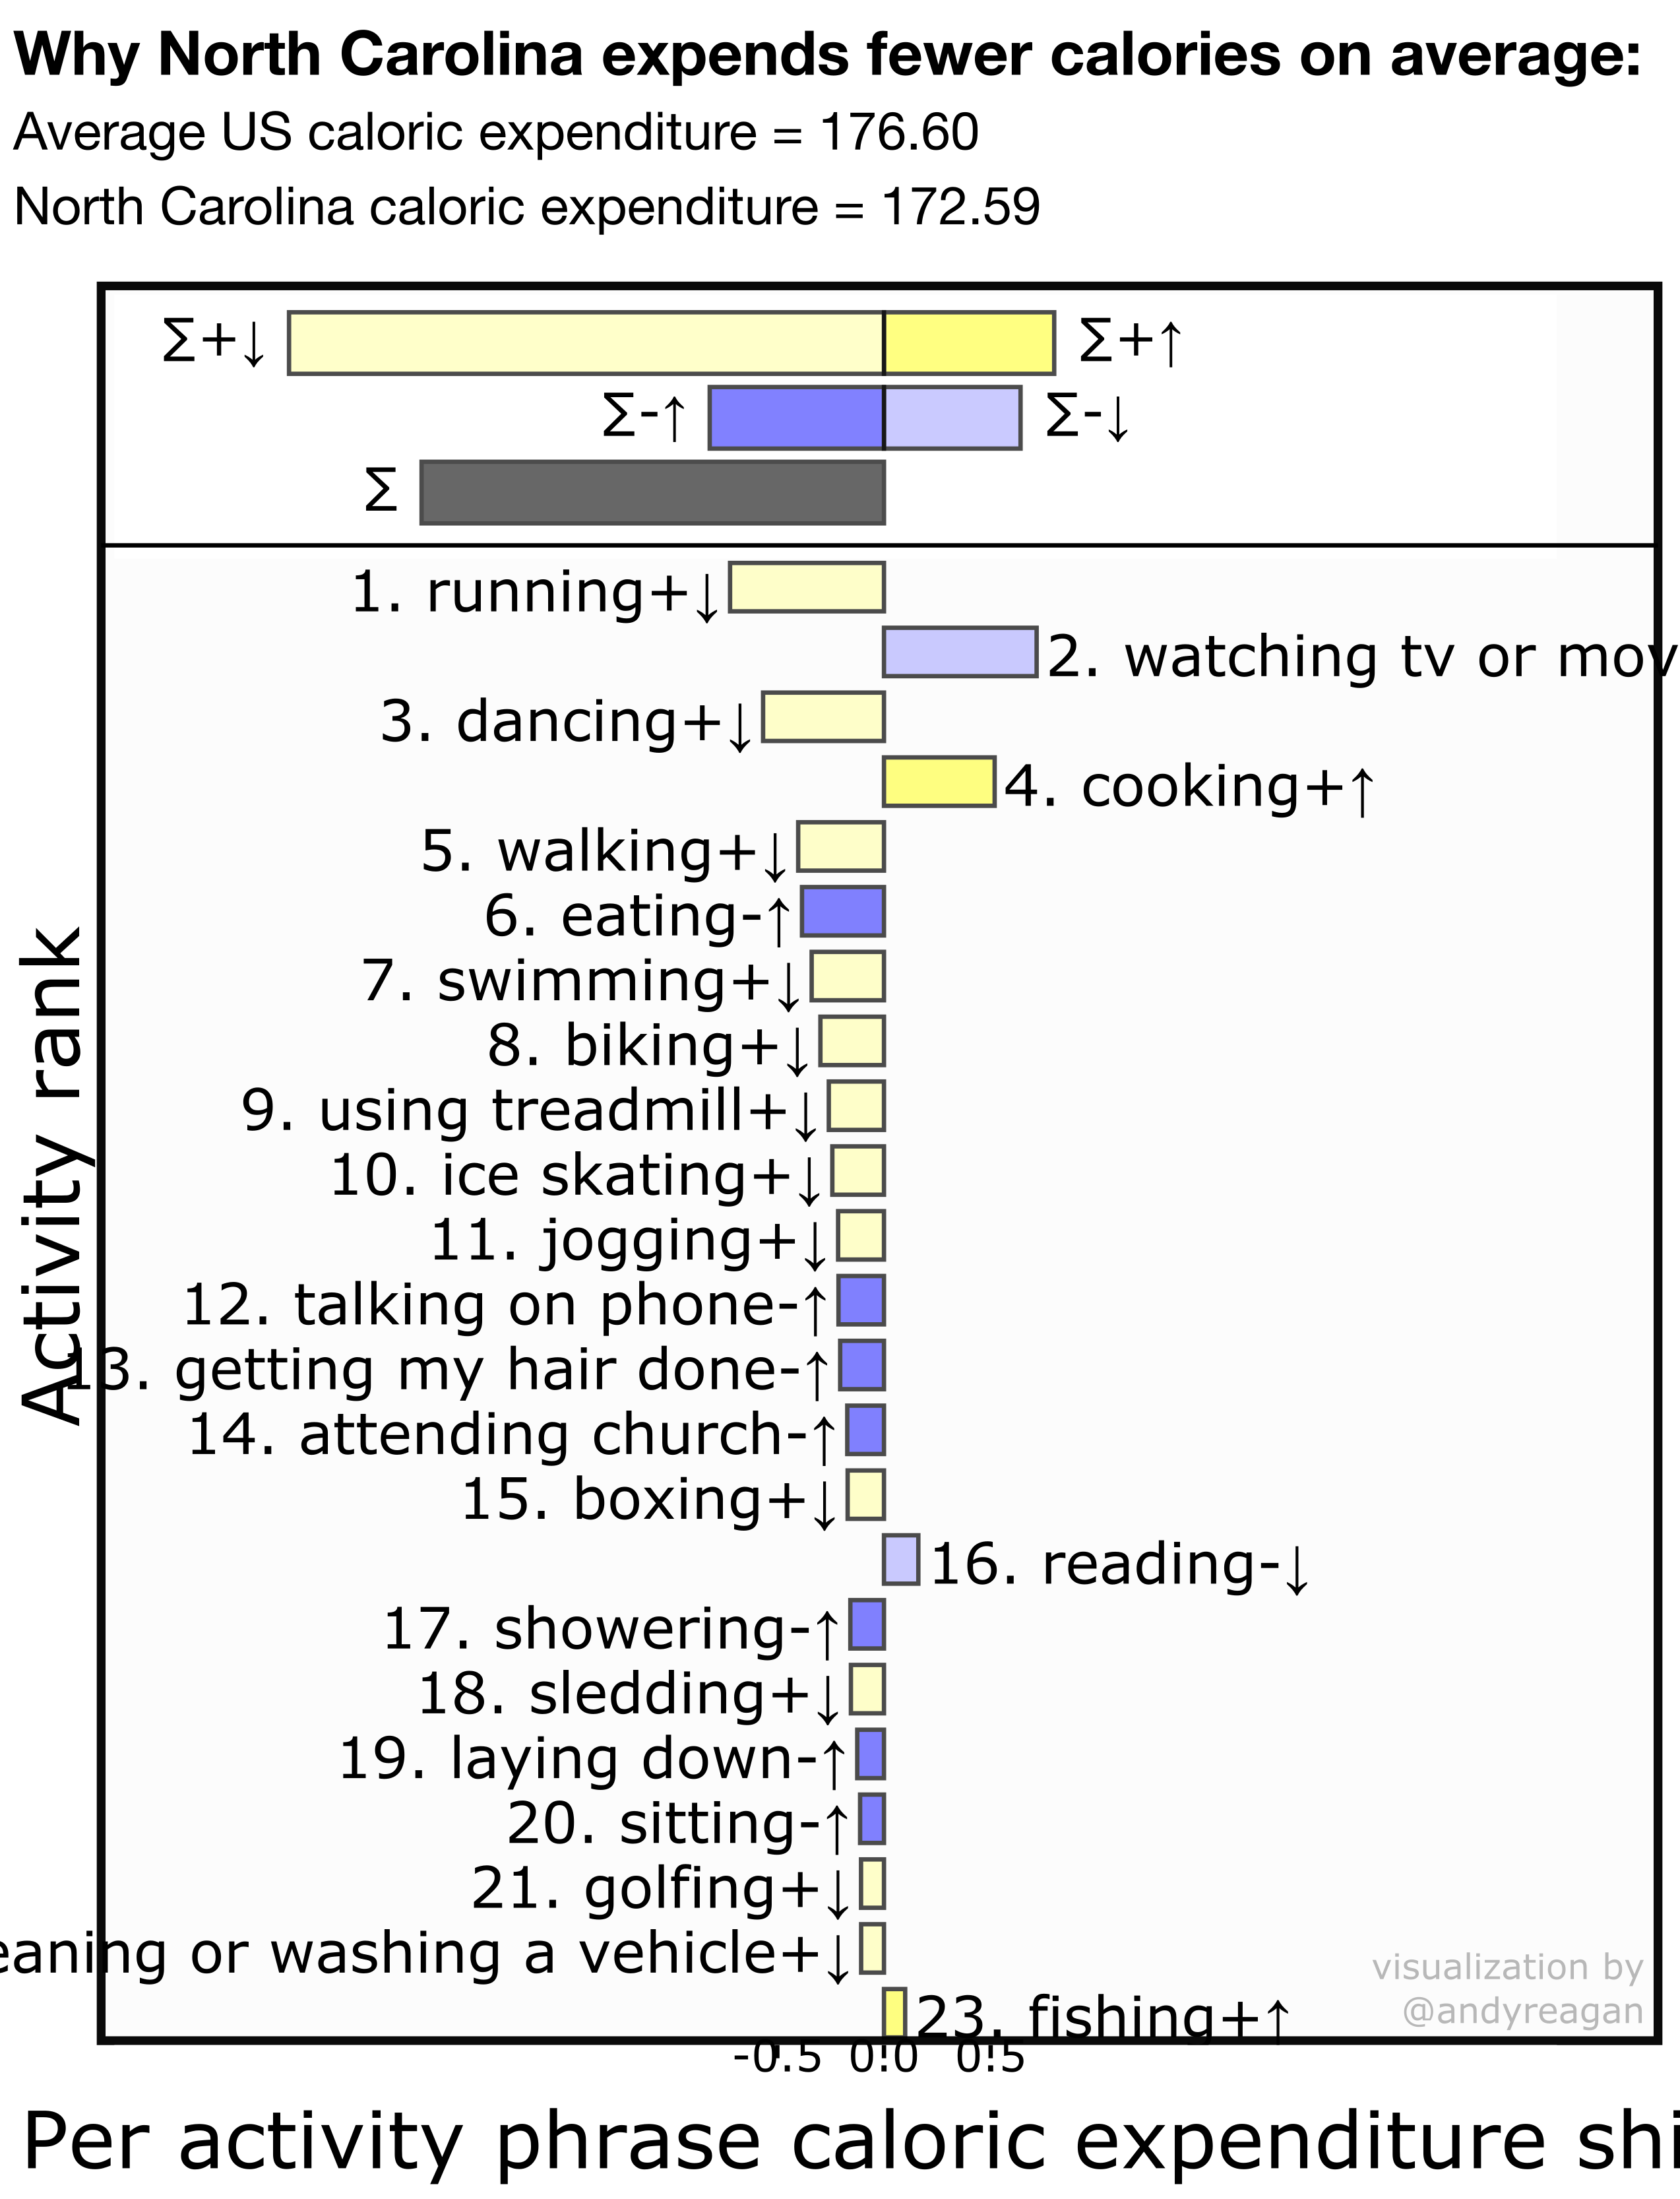 Why North Carolina expends fewer calories on average:
Average US caloric expenditure = 176.60
North Carolina caloric expenditure = 172.59
∑+↓
∑+↑
∑-↑
∑-↓
∑
1. running+↓
2. watching tv or mov
3. dancing+↓
4. cooking+↑
5. walking+↓
6. eating-↑
7. swimming+↓
8. biking+↓
9. using treadmill+↓
10. ice skating+↓
11. jogging+↓
12. talking on phone-↑
13. getting my hair done-↑
14. attending church-↑
15. boxing+↓
16. reading-↓
17. showering-↑
18. sledding+↓
19. laying down-↑
20. sitting-↑
21. golfing+↓
eaning or washing a vehicle+↓
23. fishing+↑
Activity rank
visualization by
@andyreagan
-0.5 0.0 0.5
Per activity phrase caloric expenditure shi